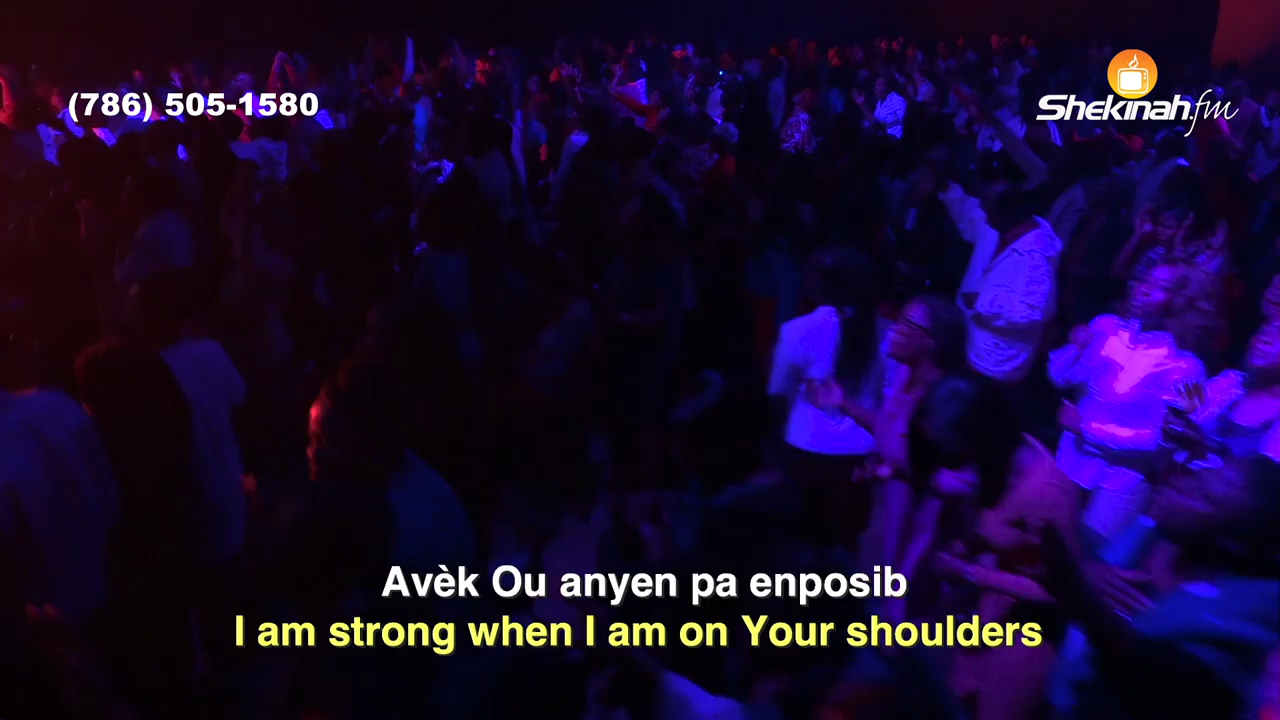 (786) 505-1580
Shekinah.fm
Avèk Ou anyen pa enposib
I am strong when I am on Your shoulders